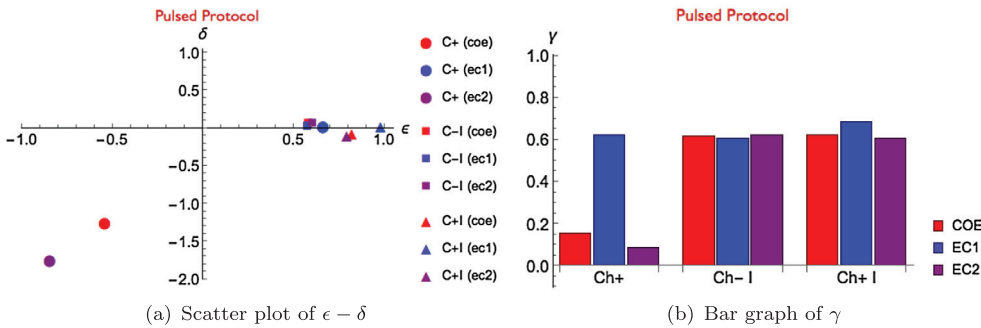 Pulsed Protocol
δ
1.0
0.5
0.0
−1.0
−0.5
0.5
1.0
ϵ
−0.5
−1.0
−1.5
−2.0
C+ (coe)
C+ (ec1)
C+ (ec2)
C−I (coe)
C−I (ec1)
C−I (ec2)
C+I (coe)
C+I (ec1)
C+I (ec2)
(a) Scatter plot of ϵ − δ
Pulsed Protocol
γ
1.0
0.8
0.6
0.4
0.2
0.0
Ch+
Ch− I
Ch+ I
COE
EC1
EC2
(b) Bar graph of γ